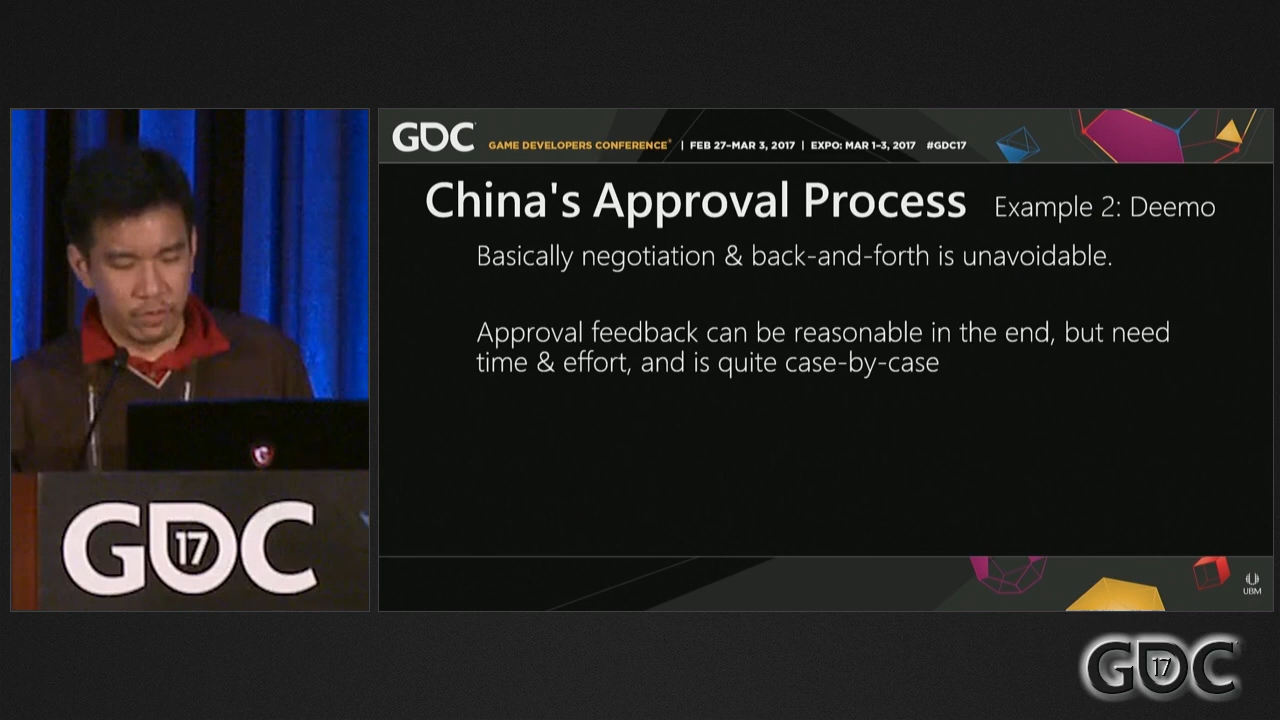 GDC
GAME DEVELOPERS CONFERENCE® | FEB 27–MAR 3, 2017 | EXPO: MAR 1–3, 2017 #GDC17
China's Approval Process Example 2: Deemo
Basically negotiation & back-and-forth is unavoidable.
Approval feedback can be reasonable in the end, but need
time & effort, and is quite case-by-case
GDC
17
UBM
GDC
17